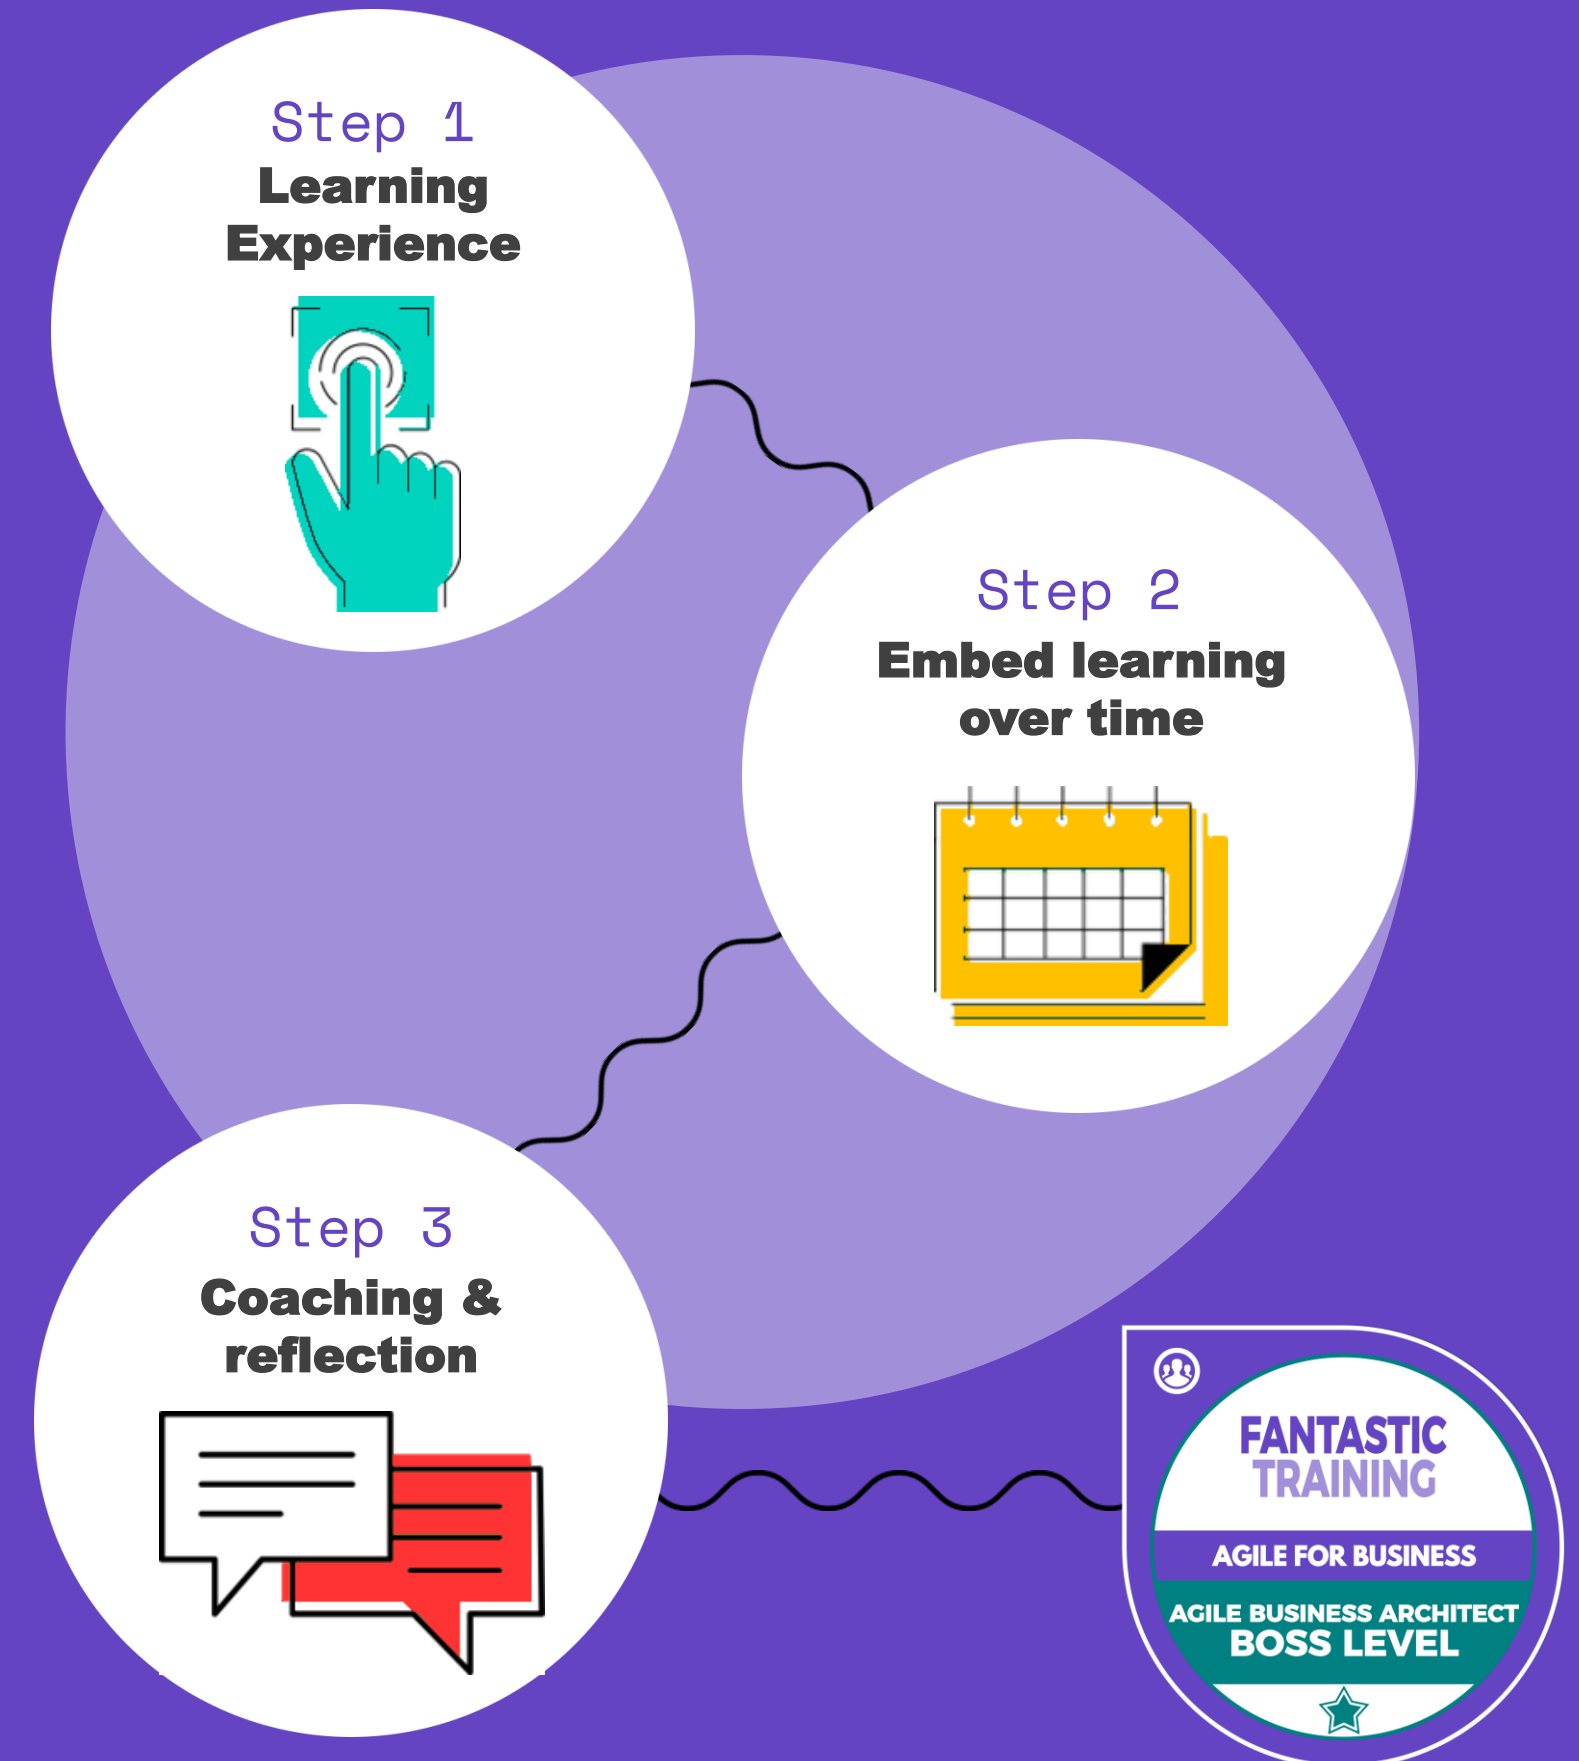 Step 1
Learning
Experience
Step 2
Embed learning
over time
Step 3
Coaching &
reflection
FANTASTIC
TRAINING
AGILE FOR BUSINESS
AGILE BUSINESS ARCHITECT
BOSS LEVEL